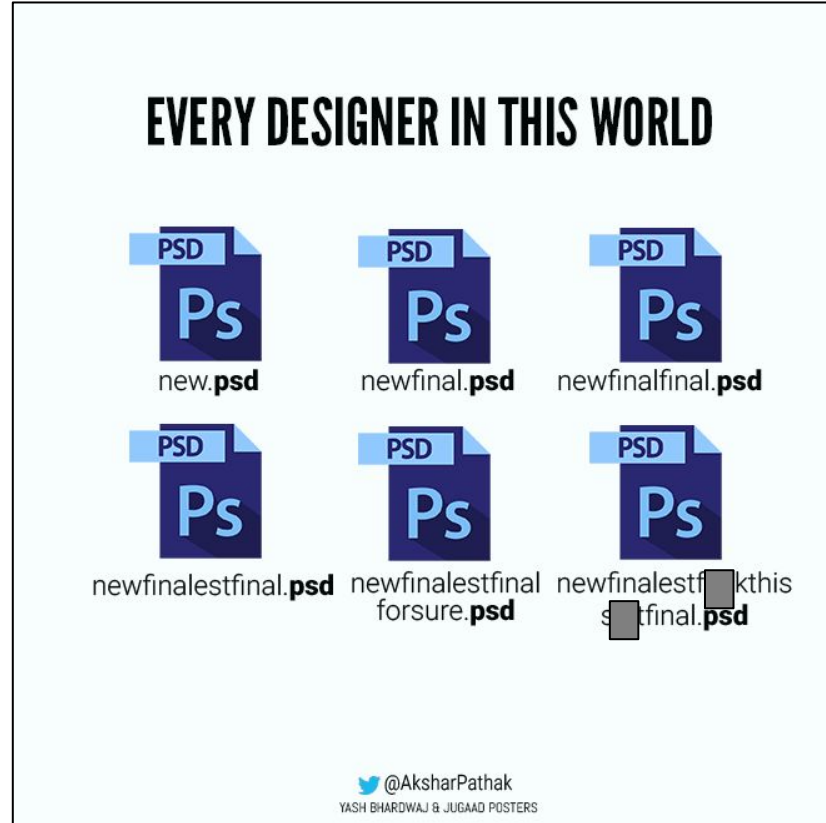 EVERY DESIGNER IN THIS WORLD
PSD PSD PSD
Ps Ps Ps
new.psd newfinal.psd newfinalfinal.psd
PSD PSD PSD
Ps Ps Ps
newfinalestfinal.psd newfinalestfinal
forsure.psd
@AksharPathak
YASH BHARDWAJ & JUGAAD POSTERS